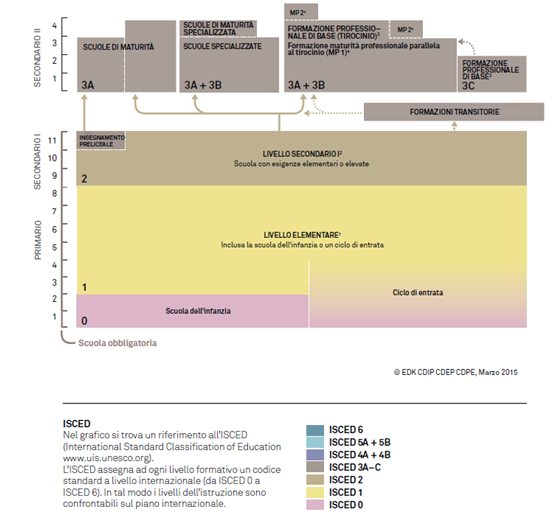 SECONDARIO II
4
3
2
1
SCUOLE DI MATURITÀ
3A
SCUOLE DI MATURITÀ
SPECIALIZZATA
SCUOLE SPECIALIZZATE
3A + 3B
MP 2⁴
FORMAZIONE PROFESSIO-
NALE DI BASE (TIROCINIO)³
Formazione maturità professionale parallela
al tirocinio (MP 1)⁴
3A + 3B
MP2⁴
FORMAZIONE
PROFESSIONALE
DI BASE³
3C
FORMAZIONI TRANSITORIE
SECONDARIO I
11
10
9
INSEGNAMENTO
PRELICEALE
LIVELLO SECONDARIO I²
Scuola con esigenze elementari o elevate
2
PRIMARIO
8
7
6
5
4
3
2
1
LIVELLO ELEMENTARE¹
Inclusa la scuola dell'infanzia o un ciclo di entrata
1
Scuola dell'infanzia
0
Ciclo di entrata
Scuola obbligatoria
© EDK CDIP CDEP CDPE, Marzo 2015
ISCED
Nel grafico si trova un riferimento all'ISCED
(International Standard Classification of Education
www.uis.unesco.org).
L'ISCED assegna ad ogni livello formativo un codice
standard a livello internazionale (da ISCED 0 a
ISCED 6). In tal modo i livelli dell'istruzione sono
confrontabili sul piano internazionale.
ISCED 6
ISCED 5A + 5B
ISCED 4A + 4B
ISCED 3A–C
ISCED 2
ISCED 1
ISCED 0